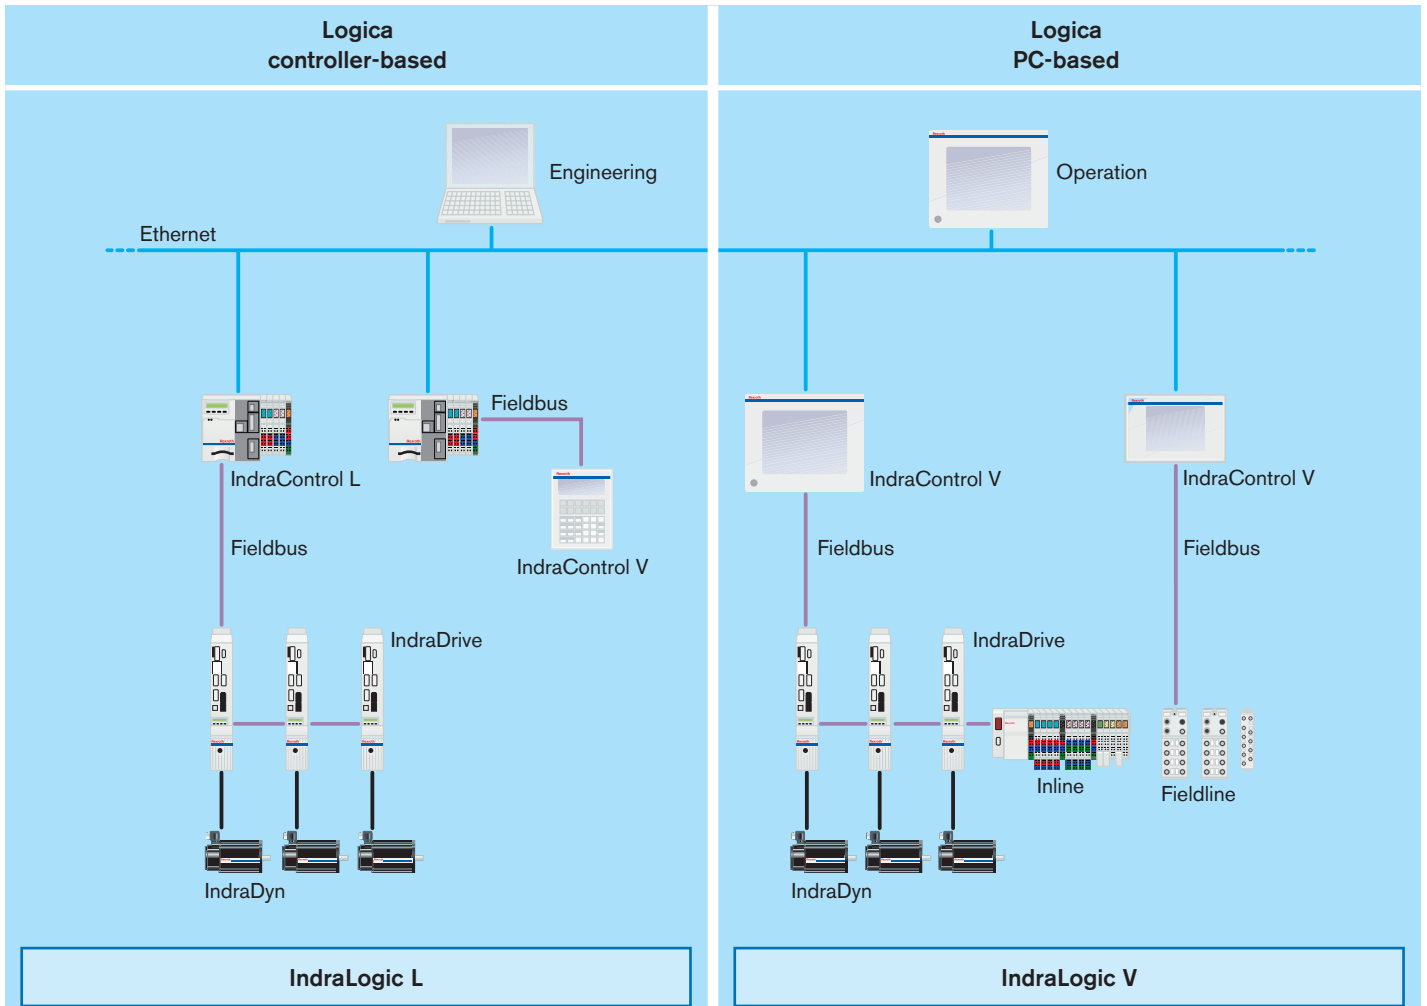 Logica
controller-based
Logica
PC-based
Engineering
Operation
Ethernet
Fieldbus
IndraControl L
IndraControl V
IndraControl V
IndraControl V
Fieldbus
Fieldbus
Fieldbus
IndraDrive
IndraDrive
Inline
Fieldline
IndraDyn
IndraDyn
IndraLogic L
IndraLogic V